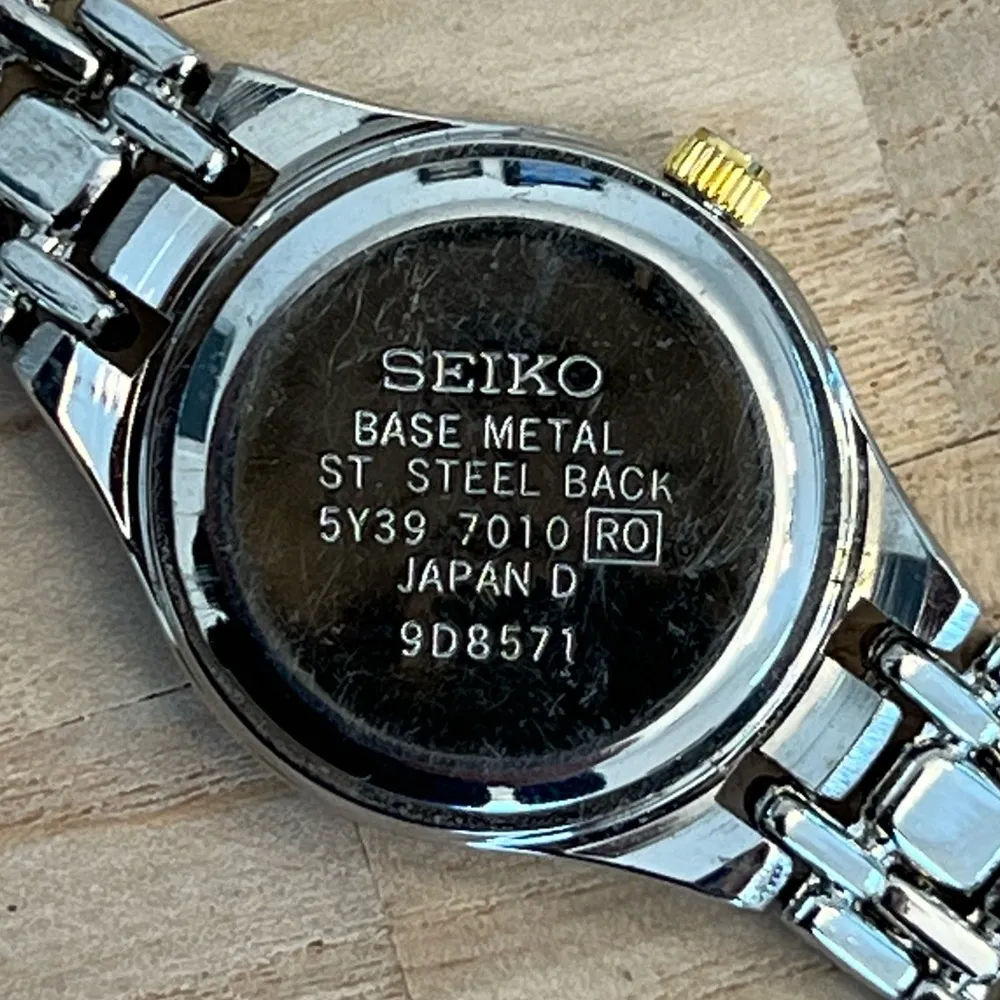 SEIKO
BASE METAL
ST. STEEL BACK
5Y39 7010 RO
JAPAN D
9D8571